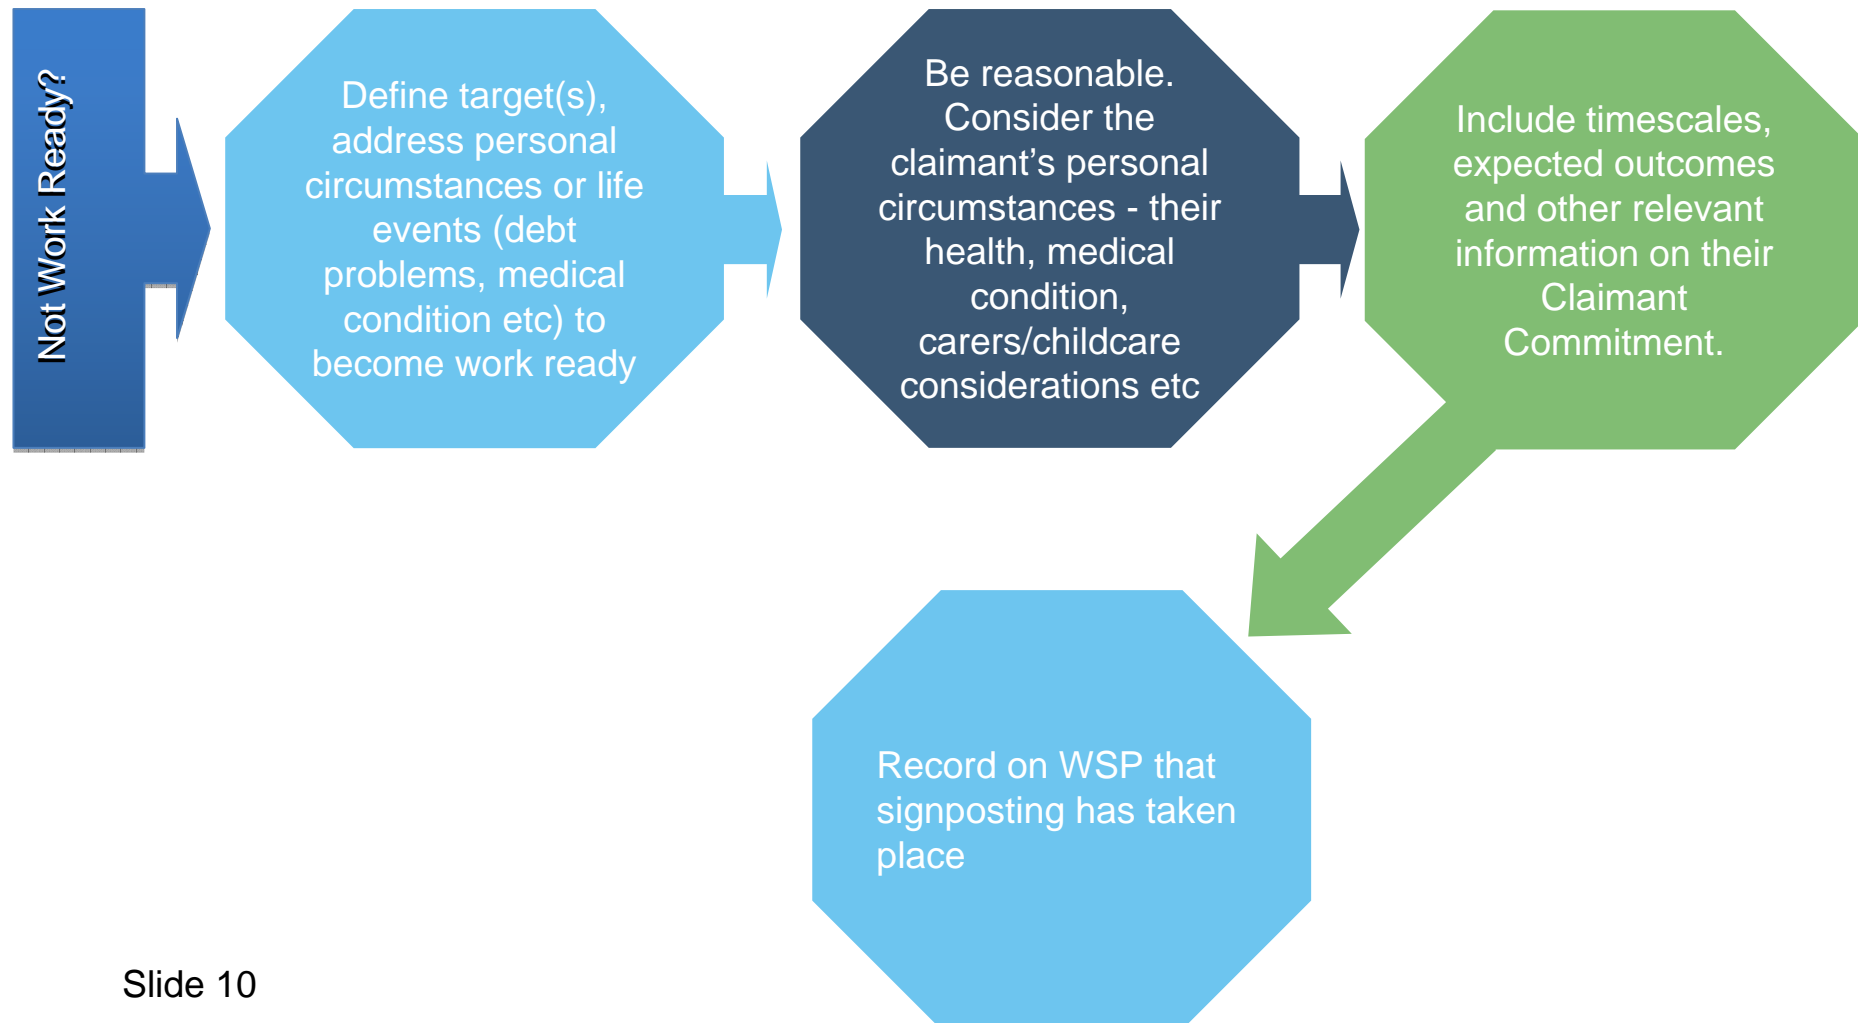 Not Work Ready?
Define target(s),
address personal
circumstances or life
events (debt
problems, medical
condition etc) to
become work ready
Be reasonable.
Consider the
claimant’s personal
circumstances - their
health, medical
condition,
carers/childcare
considerations etc
Include timescales,
expected outcomes
and other relevant
information on their
Claimant
Commitment.
Record on WSP that
signposting has taken
place
Slide 10